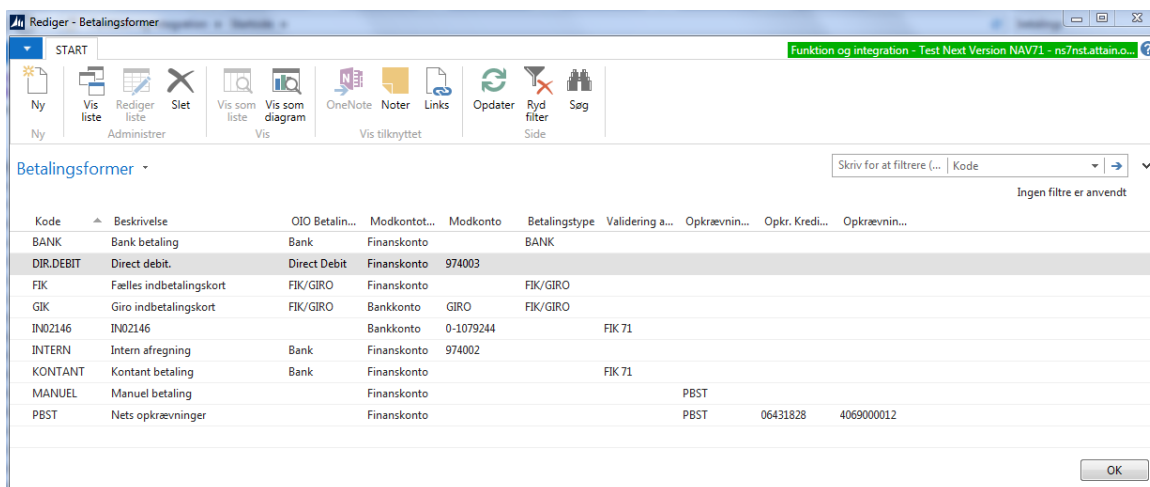 Rediger - Betalingsformer
START
Funktion og integration - Test Next Version NAV71 - ns7nst.attain.o...
Ny
Vis liste
Rediger liste
Slet
Vis som liste
Vis som diagram
OneNote
Noter
Links
Opdater
Ryd filter
Søg
Ny Administrer Vis Vis tilknyttet Side
Betalingsformer
Skriv for at filtrere (... Kode
Ingen filtre er anvendt
Kode Beskrivelse OIO Betalin... Modkontot... Modkonto Betalingstype Validering a... Opkrævnin... Opkr. Kredi... Opkrævnin...
BANK Bank betaling Bank Finanskonto BANK
DIR.DEBIT Direct debit. Direct Debit Finanskonto 974003
FIK Fælles indbetalingskort FIK/GIRO Finanskonto FIK/GIRO
GIK Giro indbetalingskort FIK/GIRO Bankkonto GIRO FIK/GIRO
IN02146 IN02146 Bankkonto 0-1079244 FIK 71
INTERN Intern afregning Bank Finanskonto 974002
KONTANT Kontant betaling Bank Finanskonto FIK 71
MANUEL Manuel betaling Finanskonto PBST
PBST Nets opkrævninger Finanskonto PBST 06431828 4069000012
OK